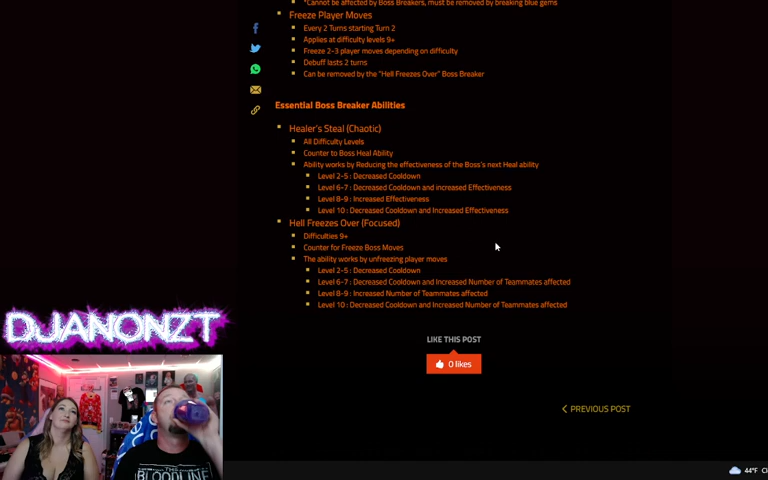 *Cannot be affected by Boss Breakers, must be removed by breaking blue gems
Freeze Player Moves
Every 2 Turns starting Turn 2
Applies at difficulty levels 9+
Freeze 2-3 player moves depending on difficulty
Debuff lasts 2 turns
Can be removed by the "Hell Freezes Over" Boss Breaker
Essential Boss Breaker Abilities
Healer's Steal (Chaotic)
All Difficulty Levels
Counter to Boss Heal Ability
Ability works by Reducing the effectiveness of the Boss's next Heal ability
Level 2-5 : Decreased Cooldown
Level 6-7 : Decreased Cooldown and increased Effectiveness
Level 8-9 : Increased Effectiveness
Level 10 : Decreased Cooldown and Increased Effectiveness
Hell Freezes Over (Focused)
Difficulties 9+
Counter for Freeze Boss Moves
The ability works by unfreezing player moves
Level 2-5 : Decreased Cooldown
Level 6-7 : Decreased Cooldown and Increased Number of Teammates affected
Level 8-9 : Increased Number of Teammates affected
Level 10 : Decreased Cooldown and Increased Number of Teammates affected
LIKE THIS POST
0 likes
PREVIOUS POST
DJANONZT
THE
BLOODLINE
44°F